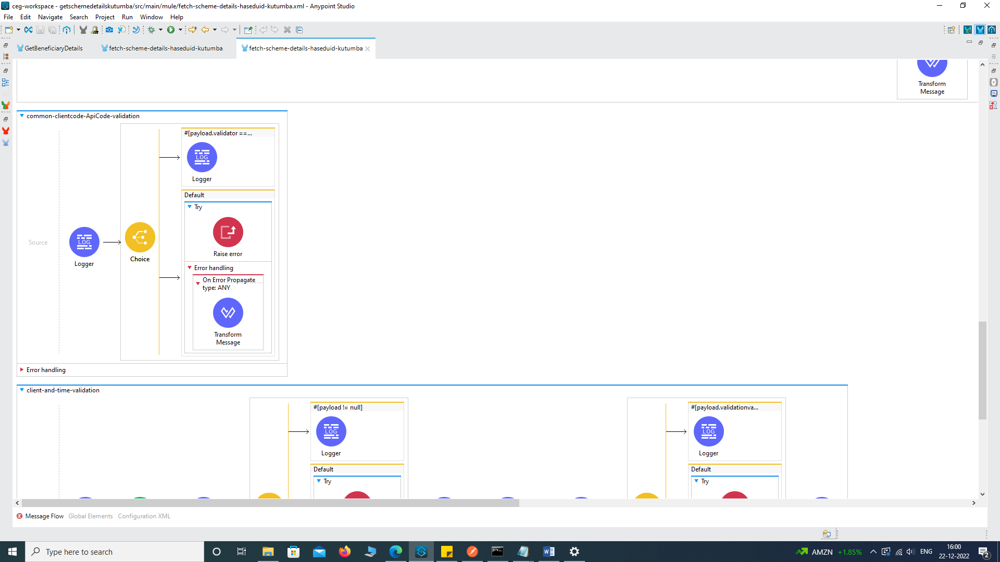 ceg-workspace - getschemedetailskutumba/src/main/mule/fetch-scheme-details-haseduid-kutumba.xml - Anypoint Studio
File Edit Navigate Search Project Run Window Help
GetBeneficiaryDetails fetch-scheme-details-haseduid-kutumba fetch-scheme-details-haseduid-kutumba
Transform
Message
common-clientcode-ApiCode-validation
#[payload.validator ==...
LOG
Logger
Default
Try
Raise error
Source
LOG
Logger
Choice
Error handling
On Error Propagate
type: ANY
Transform
Message
Error handling
client-and-time-validation
#[payload != null]
LOG
Logger
Default
Try
#[payload.validationva...
LOG
Logger
Default
Try
Message Flow Global Elements Configuration XML
Type here to search
AMZN +1.85%
ENG
16:00
22-12-2022
2